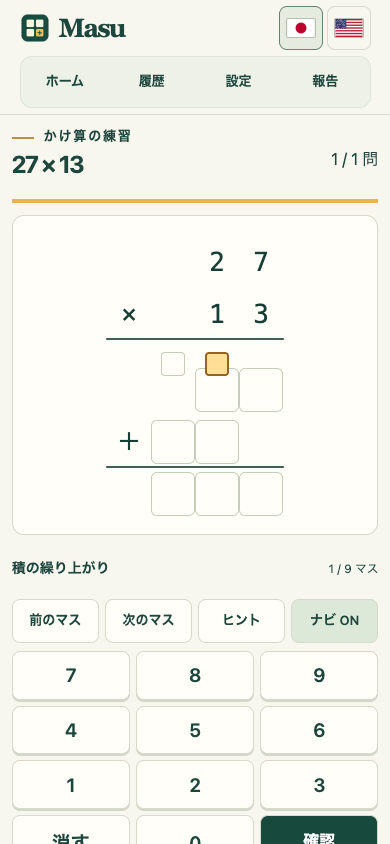 Masu
ホーム 履歴 設定 報告
かけ算の練習
27×13
1 / 1 問
2 7
× 1 3
+
積の繰り上がり
1 / 9 マス
前のマス 次のマス ヒント ナビ ON
7 8 9
4 5 6
1 2 3
消す 0 確認